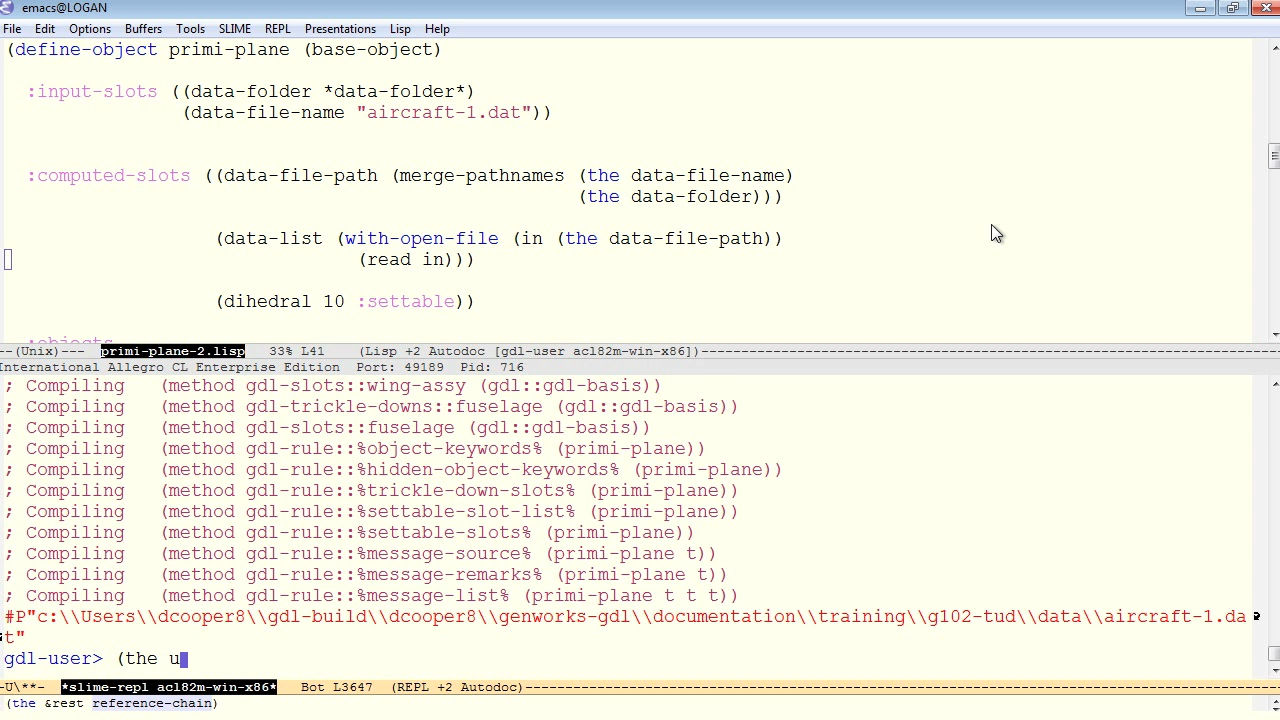 emacs@LOGAN
File Edit Options Buffers Tools SLIME REPL Presentations Lisp Help
(define-object primi-plane (base-object)
:input-slots ((data-folder *data-folder*)
(data-file-name "aircraft-1.dat"))
:computed-slots ((data-file-path (merge-pathnames (the data-file-name)
(the data-folder)))
(data-list (with-open-file (in (the data-file-path))
(read in)))
(dihedral 10 :settable))
:objects
--(Unix)--- primi-plane-2.lisp 33% L41 (Lisp +2 Autodoc [gdl-user acl82m-win-x86])
International Allegro CL Enterprise Edition Port: 49189 Pid: 716
; Compiling (method gdl-slots::wing-assy (gdl::gdl-basis))
; Compiling (method gdl-trickle-downs::fuselage (gdl::gdl-basis))
; Compiling (method gdl-slots::fuselage (gdl::gdl-basis))
; Compiling (method gdl-rule::%object-keywords% (primi-plane))
; Compiling (method gdl-rule::%hidden-object-keywords% (primi-plane))
; Compiling (method gdl-rule::%trickle-down-slots% (primi-plane))
; Compiling (method gdl-rule::%settable-slot-list% (primi-plane))
; Compiling (method gdl-rule::%settable-slots% (primi-plane))
; Compiling (method gdl-rule::%message-source% (primi-plane t))
; Compiling (method gdl-rule::%message-remarks% (primi-plane t))
; Compiling (method gdl-rule::%message-list% (primi-plane t t t))
#P"c:\\Users\\dcooper8\\gdl-build\\dcooper8\\genworks-gdl\\documentation\\training\\g102-tud\\data\\aircraft-1.da
t"
gdl-user> (the u
-U\**- *slime-repl acl82m-win-x86* Bot L3647 (REPL +2 Autodoc)
(the &rest reference-chain)